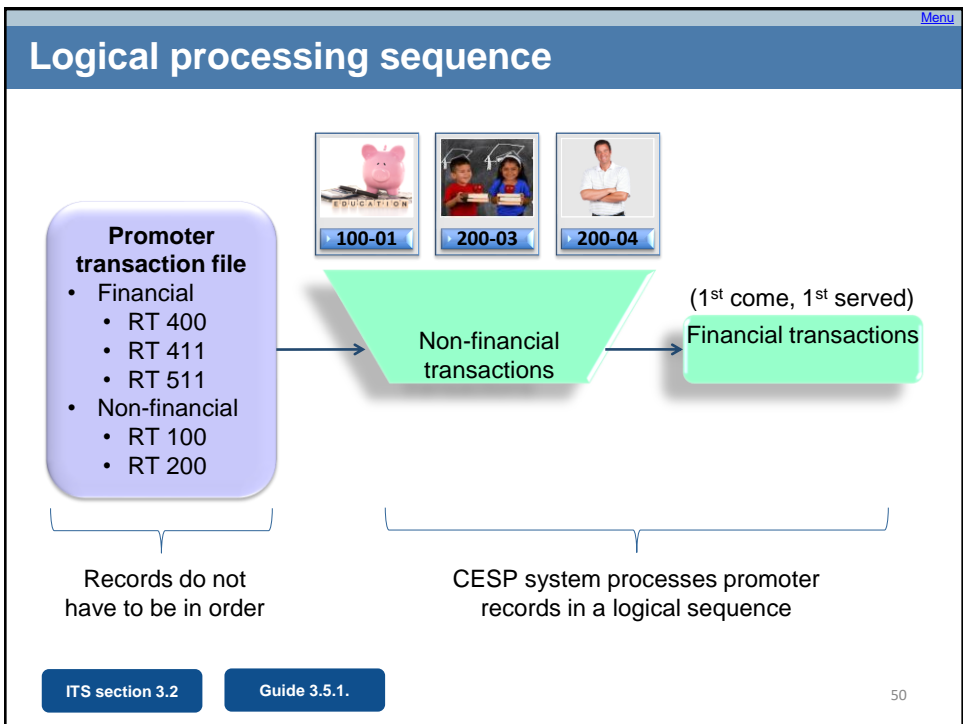 Menu
Logical processing sequence
EDUCATION
100-01
200-03
200-04
Promoter
transaction file
• Financial
• RT 400
• RT 411
• RT 511
• Non-financial
• RT 100
• RT 200
Non-financial
transactions
(1st come, 1st served)
Financial transactions
Records do not
have to be in order
CESP system processes promoter
records in a logical sequence
ITS section 3.2
Guide 3.5.1.
50